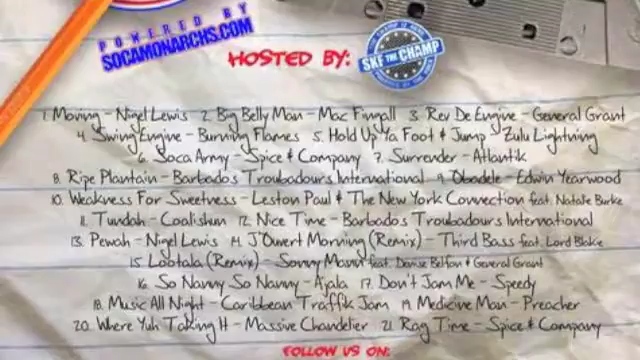 POWERED BY
SOCAMONARCHS.COM
HOSTED BY:
SKF THE CHAMP
1. Moving - Nigel Lewis 2. Big Belly Man - Mac Fingall 3. Rev De Engine - General Grant
4. Swing Engine - Burning Flames 5. Hold Up Ya Foot & Jump - Zulu Lightning
6. Soca Army - Spice & Company 7. Surrender - Atlantik
8. Ripe Plantain - Barbados Troubadours International 9. Obadele - Edwin Yearwood
10. Weakness For Sweetness - Leston Paul & The New York Connection feat. Natalie Burke
11. Tundah - Coalishun 12. Nice Time - Barbados Troubadours International
13. Pewah - Nigel Lewis 14. J'Ouvert Morning (Remix) - Third Bass feat. Lord Blakie
15. Lootala (Remix) - Sonny Mann feat. Denise Belfon & General Grant
16. So Nanny So Nanny - Ajala 17. Don't Jam Me - Speedy
18. Music All Night - Caribbean Traffik Jam 19. Medicine Man - Preacher
20. Where Yuh Taking It - Massive Chandelier 21. Rag Time - Spice & Company
FOLLOW US ON: